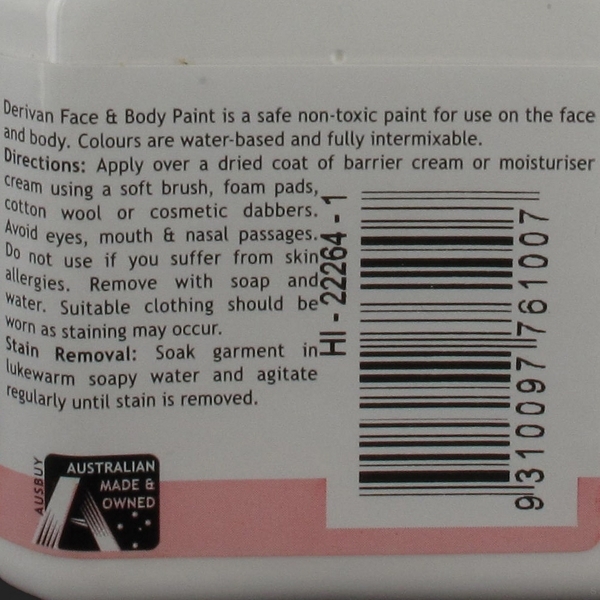 Derivan Face & Body Paint is a safe non-toxic paint for use on the face
and body. Colours are water-based and fully intermixable.
Directions: Apply over a dried coat of barrier cream or moisturiser
cream using a soft brush, foam pads,
cotton wool or cosmetic dabbers.
Avoid eyes, mouth & nasal passages.
Do not use if you suffer from skin
allergies. Remove with soap and
water. Suitable clothing should be
worn as staining may occur.
Stain Removal: Soak garment in
lukewarm soapy water and agitate
regularly until stain is removed.
HI - 22264 - 1
9 310097 761007
AUSBUY
AUSTRALIAN
MADE &
OWNED